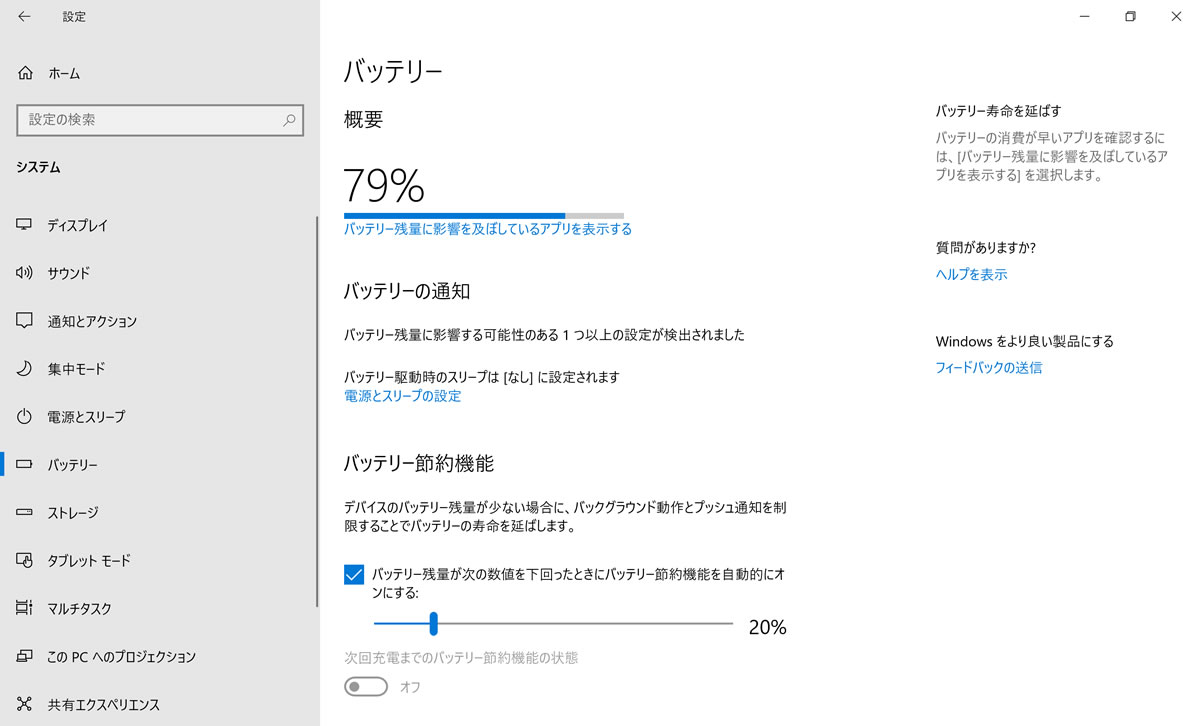 設定
ホーム
設定の検索
システム
ディスプレイ
サウンド
通知とアクション
集中モード
電源とスリープ
バッテリー
ストレージ
タブレット モード
マルチタスク
この PC へのプロジェクション
共有エクスペリエンス
バッテリー
概要
79%
バッテリー残量に影響を及ぼしているアプリを表示する
バッテリーの通知
バッテリー残量に影響する可能性のある 1 つ以上の設定が検出されました
バッテリー駆動時のスリープは [なし] に設定されます
電源とスリープの設定
バッテリー節約機能
デバイスのバッテリー残量が少ない場合に、バックグラウンド動作とプッシュ通知を制
限することでバッテリーの寿命を延ばします。
バッテリー残量が次の数値を下回ったときにバッテリー節約機能を自動的にオ
ンにする:
20%
次回充電までのバッテリー節約機能の状態
オフ
バッテリー寿命を延ばす
バッテリーの消費が早いアプリを確認するに
は、[バッテリー残量に影響を及ぼしているア
プリを表示する] を選択します。
質問がありますか?
ヘルプを表示
Windows をより良い製品にする
フィードバックの送信